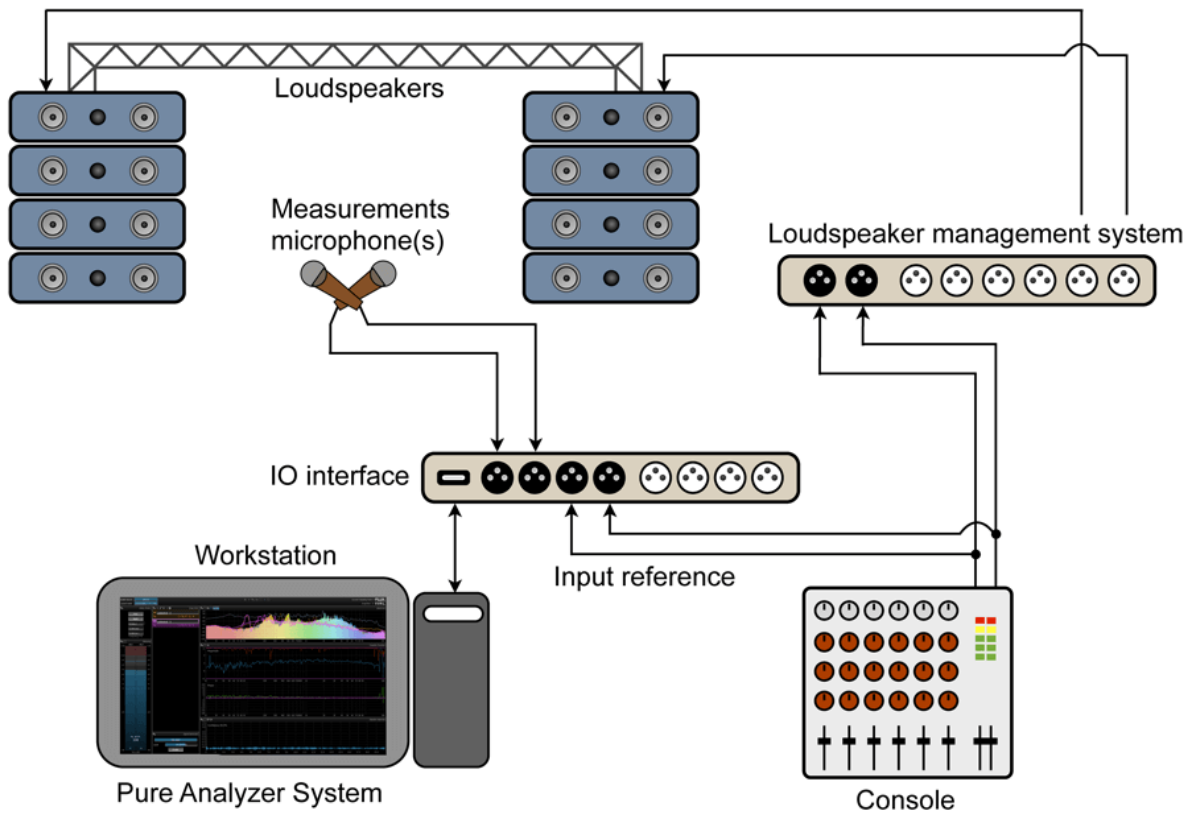 Loudspeakers
Measurements
microphone(s)
Loudspeaker management system
IO interface
Workstation
Input reference
Pure Analyzer System
Console